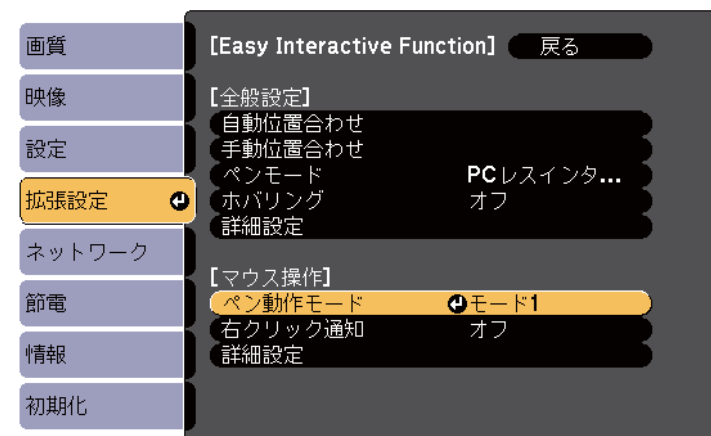 画質
映像
設定
拡張設定
ネットワーク
節電
情報
初期化
[Easy Interactive Function] 戻る
[全般設定]
自動位置合わせ
手動位置合わせ
ペンモード PCレスインタ...
ホバリング オフ
詳細設定
[マウス操作]
ペン動作モード モード1
右クリック通知 オフ
詳細設定